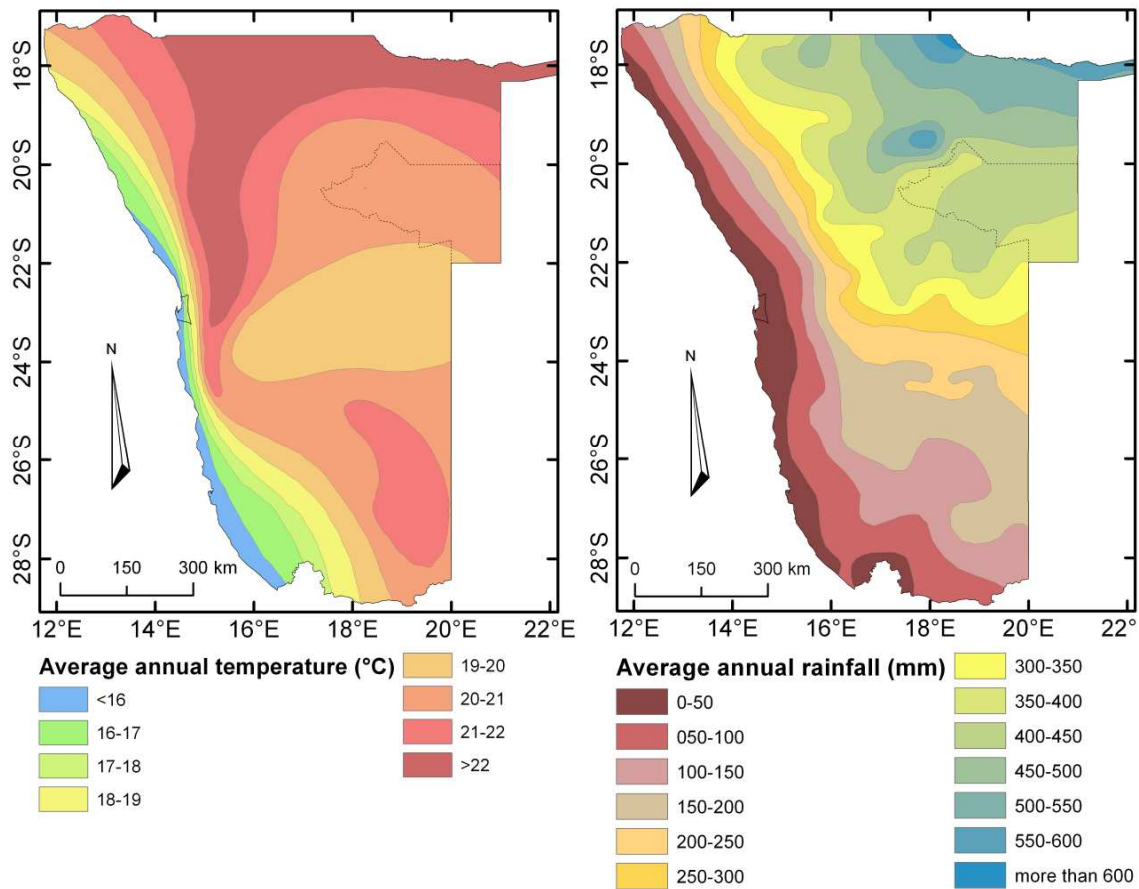 18°S
20°S
22°S
24°S
26°S
28°S
N
0 150 300 km
12°E 14°E 16°E 18°E 20°E 22°E
Average annual temperature (°C)
<16
16-17
17-18
18-19
19-20
20-21
21-22
>22
18°S
20°S
22°S
24°S
26°S
28°S
N
0 150 300 km
12°E 14°E 16°E 18°E 20°E 22°E
Average annual rainfall (mm)
0-50
050-100
100-150
150-200
200-250
250-300
300-350
350-400
400-450
450-500
500-550
550-600
more than 600